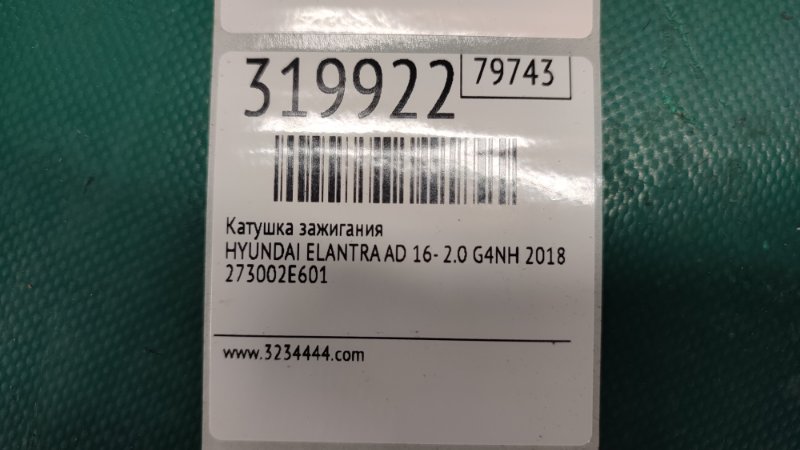 319922
79743
Катушка зажигания
HYUNDAI ELANTRA AD 16- 2.0 G4NH 2018
273002E601
www.3234444.com